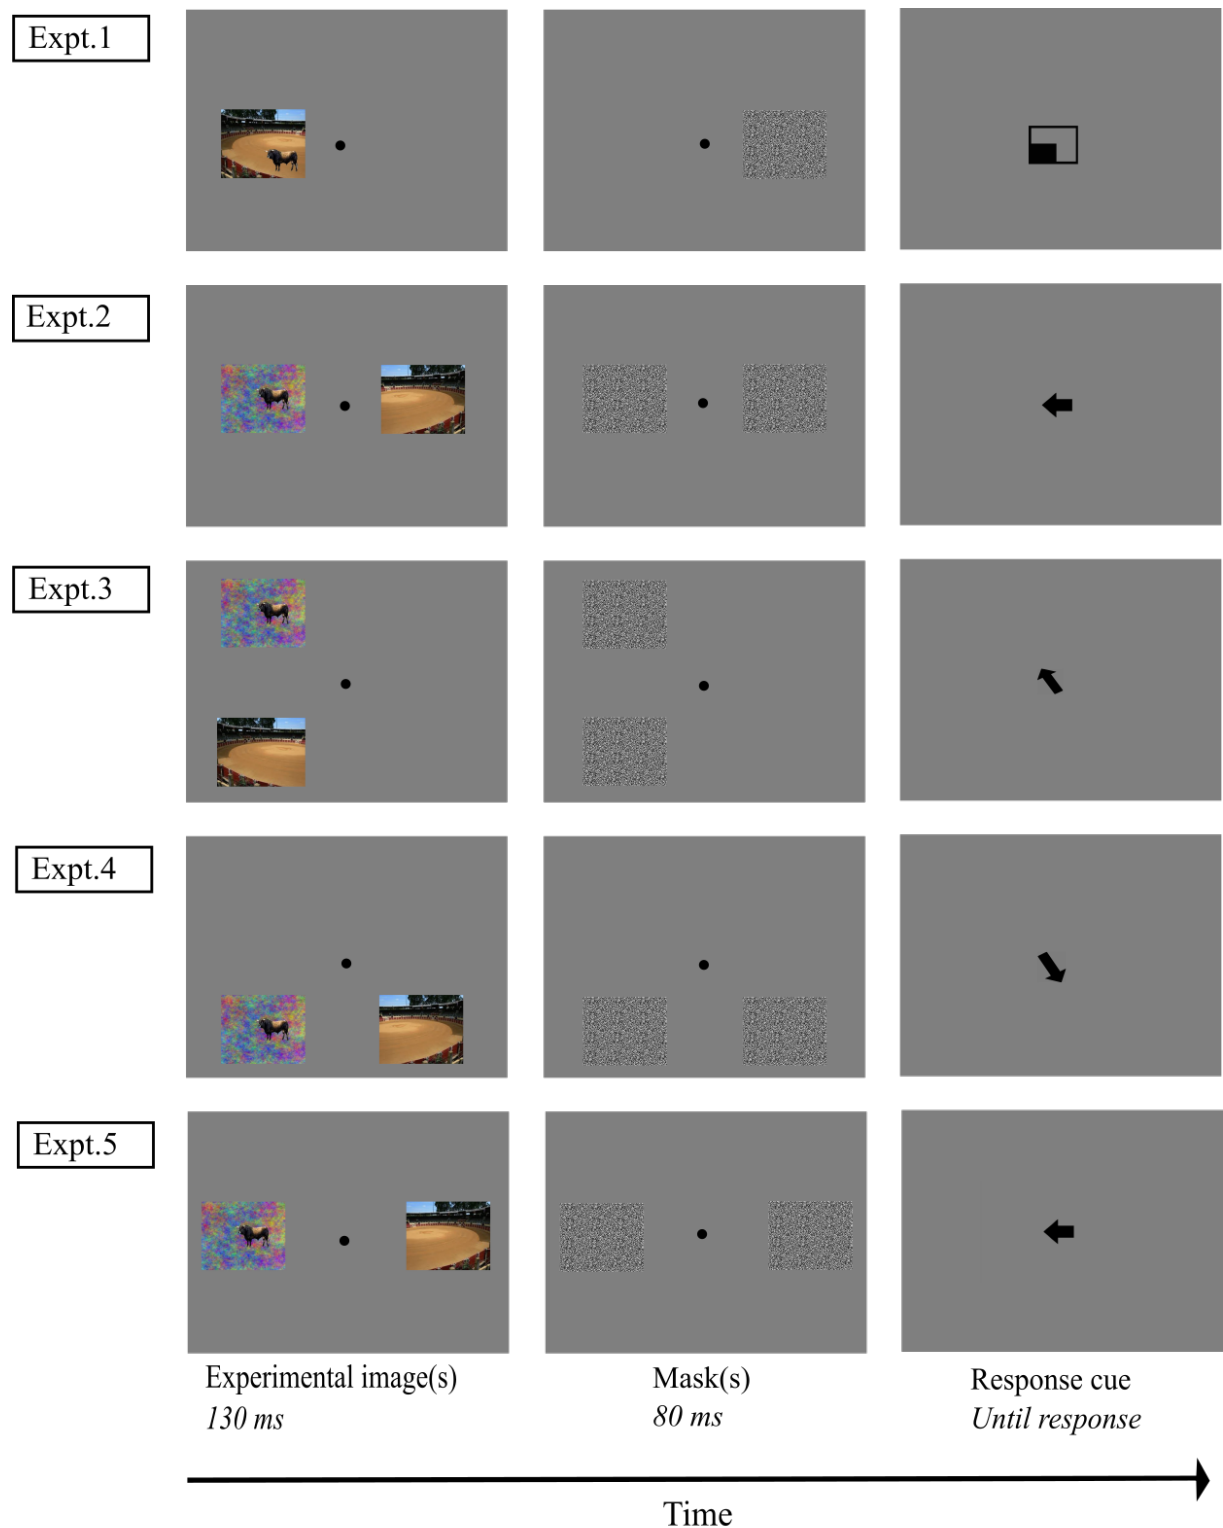 Expt.1
Expt.2
Expt.3
Expt.4
Expt.5
Experimental image(s)
130 ms
Mask(s)
80 ms
Response cue
Until response
Time